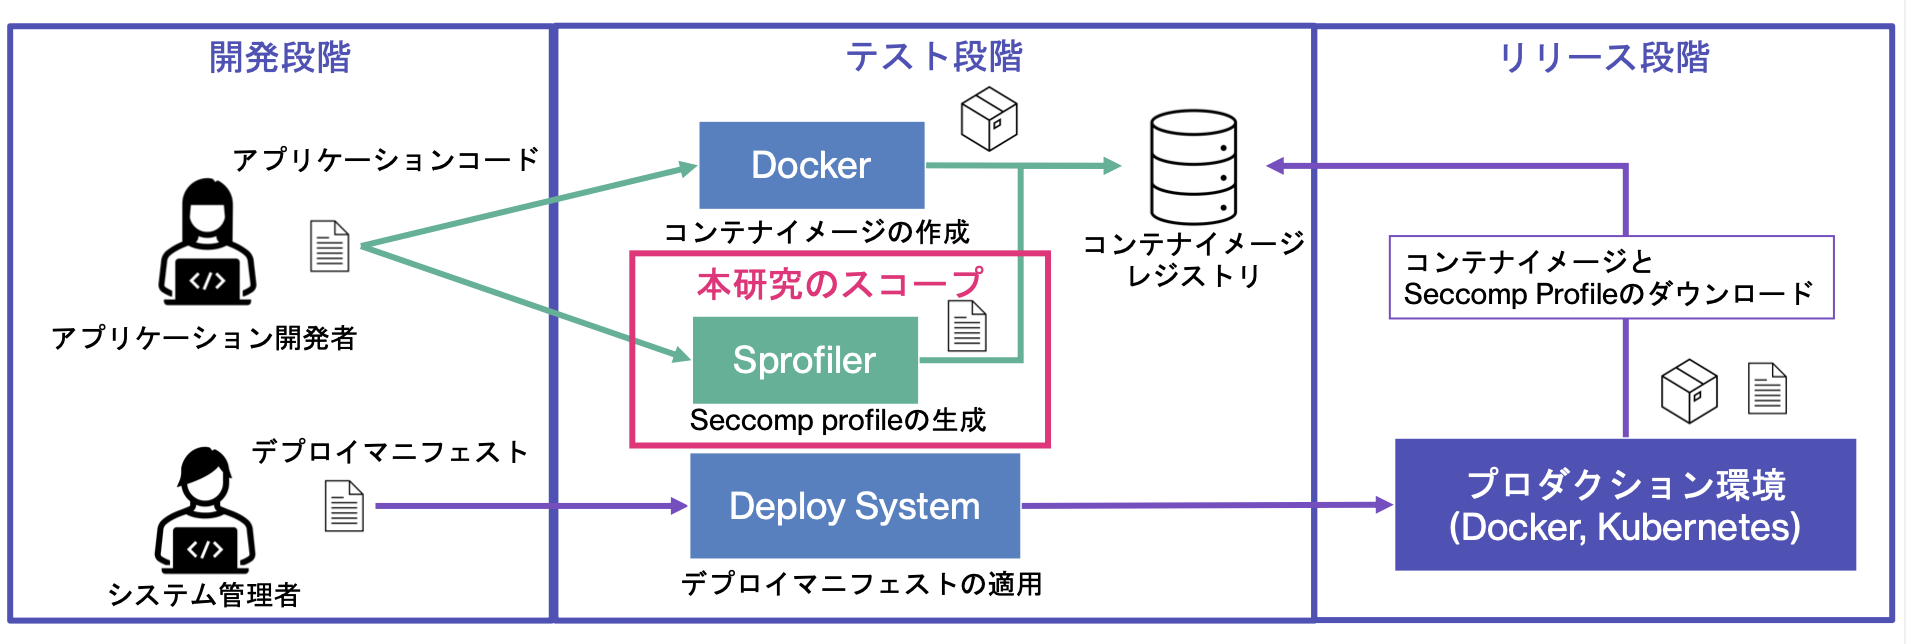 開発段階
テスト段階
リリース段階
アプリケーションコード
</>
アプリケーション開発者
Docker
コンテナイメージの作成
コンテナイメージ
レジストリ
本研究のスコープ
Sprofiler
Seccomp profileの生成
コンテナイメージと
Seccomp Profileのダウンロード
デプロイマニフェスト
</>
システム管理者
Deploy System
デプロイマニフェストの適用
プロダクション環境
(Docker, Kubernetes)